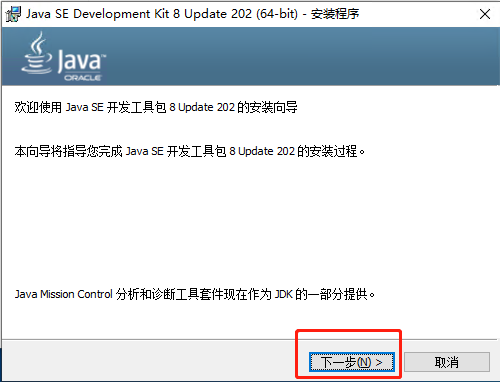 Java SE Development Kit 8 Update 202 (64-bit) - 安装程序
Java™
ORACLE
欢迎使用 Java SE 开发工具包 8 Update 202 的安装向导
本向导将指导您完成 Java SE 开发工具包 8 Update 202 的安装过程。
Java Mission Control 分析和诊断工具套件现在作为 JDK 的一部分提供。
下一步(N) >
取消